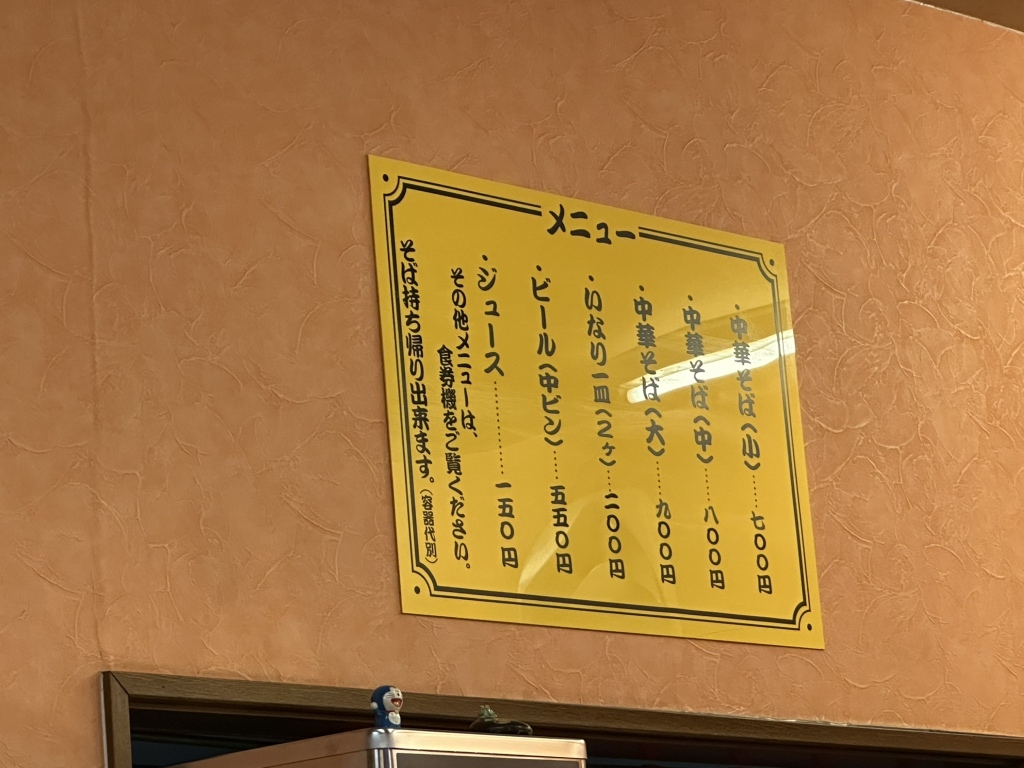 メニュー
・中華そば(小)……七〇〇円
・中華そば(中)……八〇〇円
・中華そば(大)……九〇〇円
・いなり一皿(2ヶ)…二〇〇円
・ビール(中ビン)……五五〇円
・ジュース……………一五〇円
その他メニューは、
食券機をご覧ください。
そば持ち帰り出来ます。(容器代別)